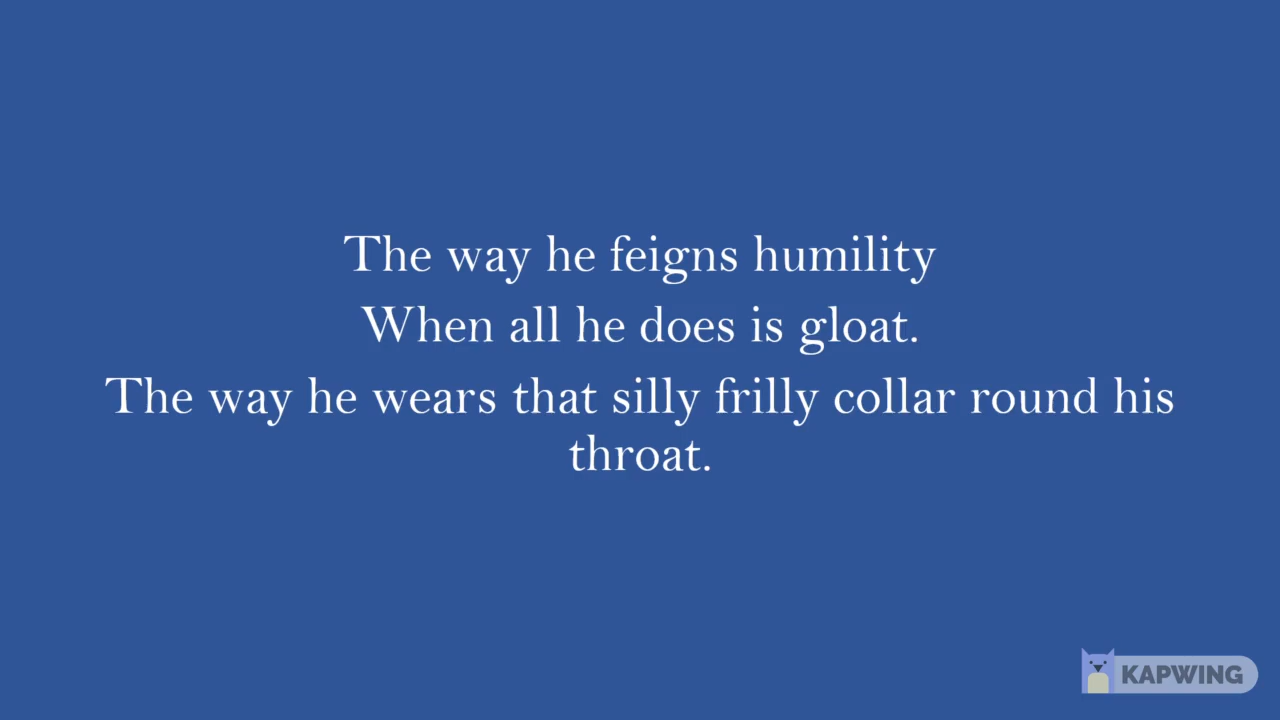 The way he feigns humility
When all he does is gloat.
The way he wears that silly frilly collar round his
throat.
KAPWING